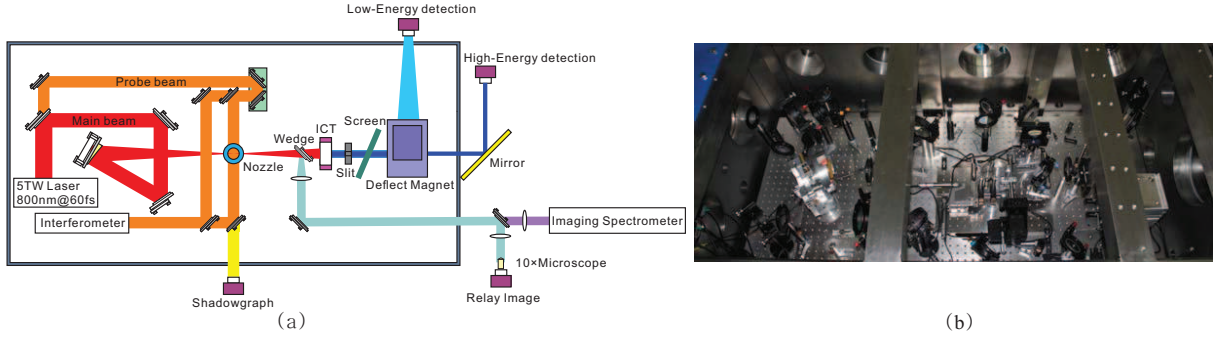 Low-Energy detection
High-Energy detection
Probe beam
Main beam
Screen
ICT
Wedge
Nozzle
Slit
Deflect Magnet
Mirror
5TW Laser
800nm@60fs
Interferometer
Imaging Spectrometer
10×Microscope
Relay Image
Shadowgraph
(a)
(b)